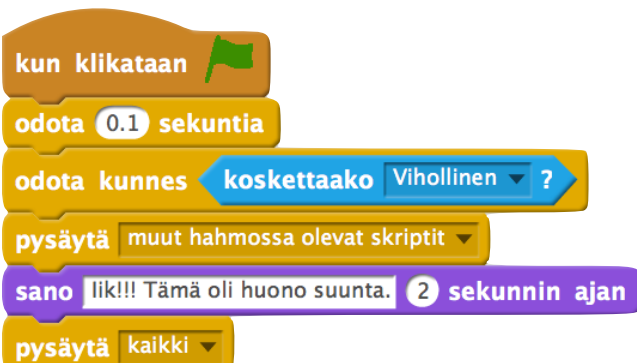 kun klikataan
odota 0.1 sekuntia
odota kunnes koskettaako Vihollinen ?
pysäytä muut hahmossa olevat skriptit
sano Iik!!! Tämä oli huono suunta. 2 sekunnin ajan
pysäytä kaikki